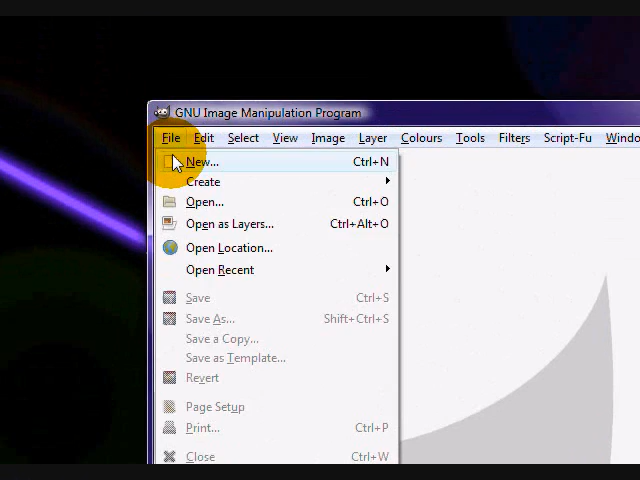 GNU Image Manipulation Program
File Edit Select View Image Layer Colours Tools Filters Script-Fu Windo
New... Ctrl+N
Create
Open... Ctrl+O
Open as Layers... Ctrl+Alt+O
Open Location...
Open Recent
Save Ctrl+S
Save As... Shift+Ctrl+S
Save a Copy...
Save as Template...
Revert
Page Setup
Print... Ctrl+P
Close Ctrl+W